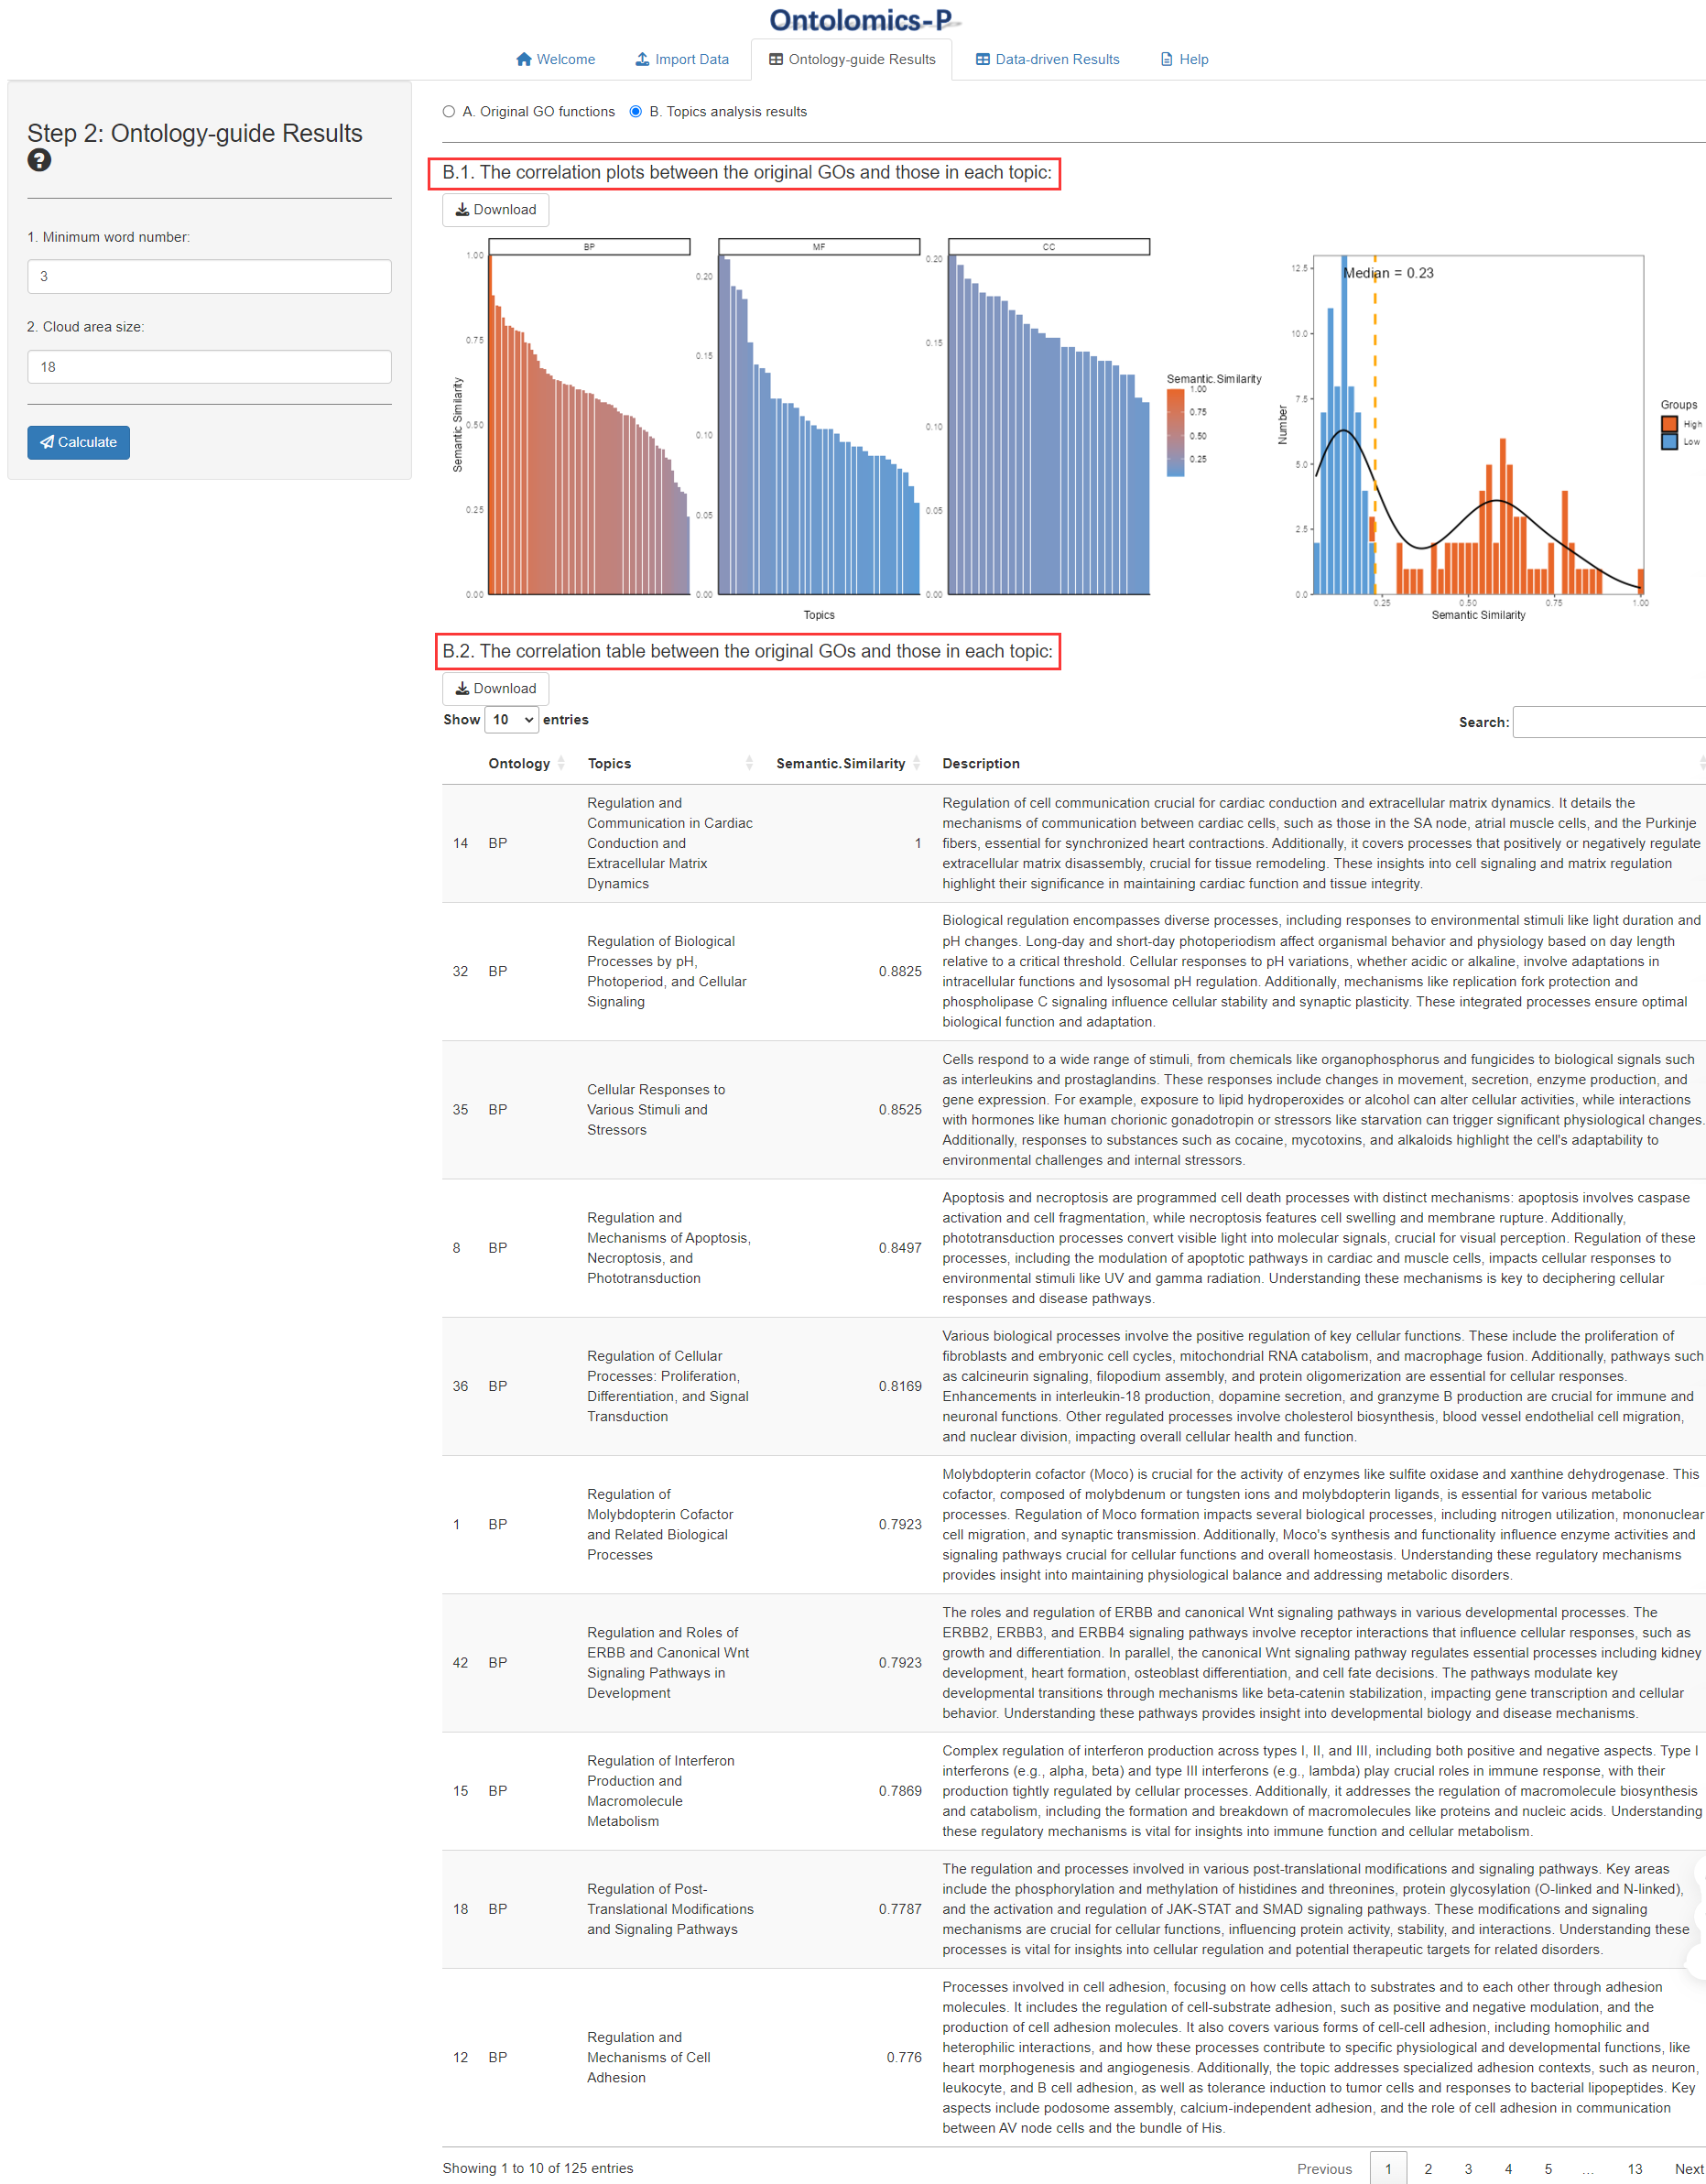 Ontolomics-P
Welcome Import Data Ontology-guide Results Data-driven Results Help
Step 2: Ontology-guide Results
?
1. Minimum word number:
3
2. Cloud area size:
18
Calculate
A. Original GO functions B. Topics analysis results
B.1. The correlation plots between the original GOs and those in each topic:
Download
BP
1.00
0.75
0.50
0.25
0.00
Semantic Similarity
MF
0.20
0.15
0.10
0.05
0.00
CC
0.20
0.15
0.10
0.05
0.00
Topics
Semantic.Similarity
1.00
0.75
0.50
0.25
Median = 0.23
12.5
10.0
7.5
5.0
2.5
0.0
Number
0.25 0.50 0.75 1.00
Semantic Similarity
Groups
High
Low
B.2. The correlation table between the original GOs and those in each topic:
Download
Show 10 entries
Search:
Ontology Topics Semantic.Similarity Description
14 BP
Regulation and
Communication in Cardiac
Conduction and
Extracellular Matrix
Dynamics
1
Regulation of cell communication crucial for cardiac conduction and extracellular matrix dynamics. It details the
mechanisms of communication between cardiac cells, such as those in the SA node, atrial muscle cells, and the Purkinje
fibers, essential for synchronized heart contractions. Additionally, it covers processes that positively or negatively regulate
extracellular matrix disassembly, crucial for tissue remodeling. These insights into cell signaling and matrix regulation
highlight their significance in maintaining cardiac function and tissue integrity.
32 BP
Regulation of Biological
Processes by pH,
Photoperiod, and Cellular
Signaling
0.8825
Biological regulation encompasses diverse processes, including responses to environmental stimuli like light duration and
pH changes. Long-day and short-day photoperiodism affect organismal behavior and physiology based on day length
relative to a critical threshold. Cellular responses to pH variations, whether acidic or alkaline, involve adaptations in
intracellular functions and lysosomal pH regulation. Additionally, mechanisms like replication fork protection and
phospholipase C signaling influence cellular stability and synaptic plasticity. These integrated processes ensure optimal
biological function and adaptation.
35 BP
Cellular Responses to
Various Stimuli and
Stressors
0.8525
Cells respond to a wide range of stimuli, from chemicals like organophosphorus and fungicides to biological signals such
as interleukins and prostaglandins. These responses include changes in movement, secretion, enzyme production, and
gene expression. For example, exposure to lipid hydroperoxides or alcohol can alter cellular activities, while interactions
with hormones like human chorionic gonadotropin or stressors like starvation can trigger significant physiological changes.
Additionally, responses to substances such as cocaine, mycotoxins, and alkaloids highlight the cell's adaptability to
environmental challenges and internal stressors.
8 BP
Regulation and
Mechanisms of Apoptosis,
Necroptosis, and
Phototransduction
0.8497
Apoptosis and necroptosis are programmed cell death processes with distinct mechanisms: apoptosis involves caspase
activation and cell fragmentation, while necroptosis features cell swelling and membrane rupture. Additionally,
phototransduction processes convert visible light into molecular signals, crucial for visual perception. Regulation of these
processes, including the modulation of apoptotic pathways in cardiac and muscle cells, impacts cellular responses to
environmental stimuli like UV and gamma radiation. Understanding these mechanisms is key to deciphering cellular
responses and disease pathways.
36 BP
Regulation of Cellular
Processes: Proliferation,
Differentiation, and Signal
Transduction
0.8169
Various biological processes involve the positive regulation of key cellular functions. These include the proliferation of
fibroblasts and embryonic cell cycles, mitochondrial RNA catabolism, and macrophage fusion. Additionally, pathways such
as calcineurin signaling, filopodium assembly, and protein oligomerization are essential for cellular responses.
Enhancements in interleukin-18 production, dopamine secretion, and granzyme B production are crucial for immune and
neuronal functions. Other regulated processes involve cholesterol biosynthesis, blood vessel endothelial cell migration,
and nuclear division, impacting overall cellular health and function.
1 BP
Regulation of
Molybdopterin Cofactor
and Related Biological
Processes
0.7923
Molybdopterin cofactor (Moco) is crucial for the activity of enzymes like sulfite oxidase and xanthine dehydrogenase. This
cofactor, composed of molybdenum or tungsten ions and molybdopterin ligands, is essential for various metabolic
processes. Regulation of Moco formation impacts several biological processes, including nitrogen utilization, mononuclear
cell migration, and synaptic transmission. Additionally, Moco's synthesis and functionality influence enzyme activities and
signaling pathways crucial for cellular functions and overall homeostasis. Understanding these regulatory mechanisms
provides insight into maintaining physiological balance and addressing metabolic disorders.
42 BP
Regulation and Roles of
ERBB and Canonical Wnt
Signaling Pathways in
Development
0.7923
The roles and regulation of ERBB and canonical Wnt signaling pathways in various developmental processes. The
ERBB2, ERBB3, and ERBB4 signaling pathways involve receptor interactions that influence cellular responses, such as
growth and differentiation. In parallel, the canonical Wnt signaling pathway regulates essential processes including kidney
development, heart formation, osteoblast differentiation, and cell fate decisions. The pathways modulate key
developmental transitions through mechanisms like beta-catenin stabilization, impacting gene transcription and cellular
behavior. Understanding these pathways provides insight into developmental biology and disease mechanisms.
15 BP
Regulation of Interferon
Production and
Macromolecule
Metabolism
0.7869
Complex regulation of interferon production across types I, II, and III, including both positive and negative aspects. Type I
interferons (e.g., alpha, beta) and type III interferons (e.g., lambda) play crucial roles in immune response, with their
production tightly regulated by cellular processes. Additionally, it addresses the regulation of macromolecule biosynthesis
and catabolism, including the formation and breakdown of macromolecules like proteins and nucleic acids. Understanding
these regulatory mechanisms is vital for insights into immune function and cellular metabolism.
18 BP
Regulation of Post-
Translational Modifications
and Signaling Pathways
0.7787
The regulation and processes involved in various post-translational modifications and signaling pathways. Key areas
include the phosphorylation and methylation of histidines and threonines, protein glycosylation (O-linked and N-linked),
and the activation and regulation of JAK-STAT and SMAD signaling pathways. These modifications and signaling
mechanisms are crucial for cellular functions, influencing protein activity, stability, and interactions. Understanding these
processes is vital for insights into cellular regulation and potential therapeutic targets for related disorders.
12 BP
Regulation and
Mechanisms of Cell
Adhesion
0.776
Processes involved in cell adhesion, focusing on how cells attach to substrates and to each other through adhesion
molecules. It includes the regulation of cell-substrate adhesion, such as positive and negative modulation, and the
production of cell adhesion molecules. It also covers various forms of cell-cell adhesion, including homophilic and
heterophilic interactions, and how these processes contribute to specific physiological and developmental functions, like
heart morphogenesis and angiogenesis. Additionally, the topic addresses specialized adhesion contexts, such as neuron,
leukocyte, and B cell adhesion, as well as tolerance induction to tumor cells and responses to bacterial lipopeptides. Key
aspects include podosome assembly, calcium-independent adhesion, and the role of cell adhesion in communication
between AV node cells and the bundle of His.
Showing 1 to 10 of 125 entries
Previous 1 2 3 4 5 … 13 Next